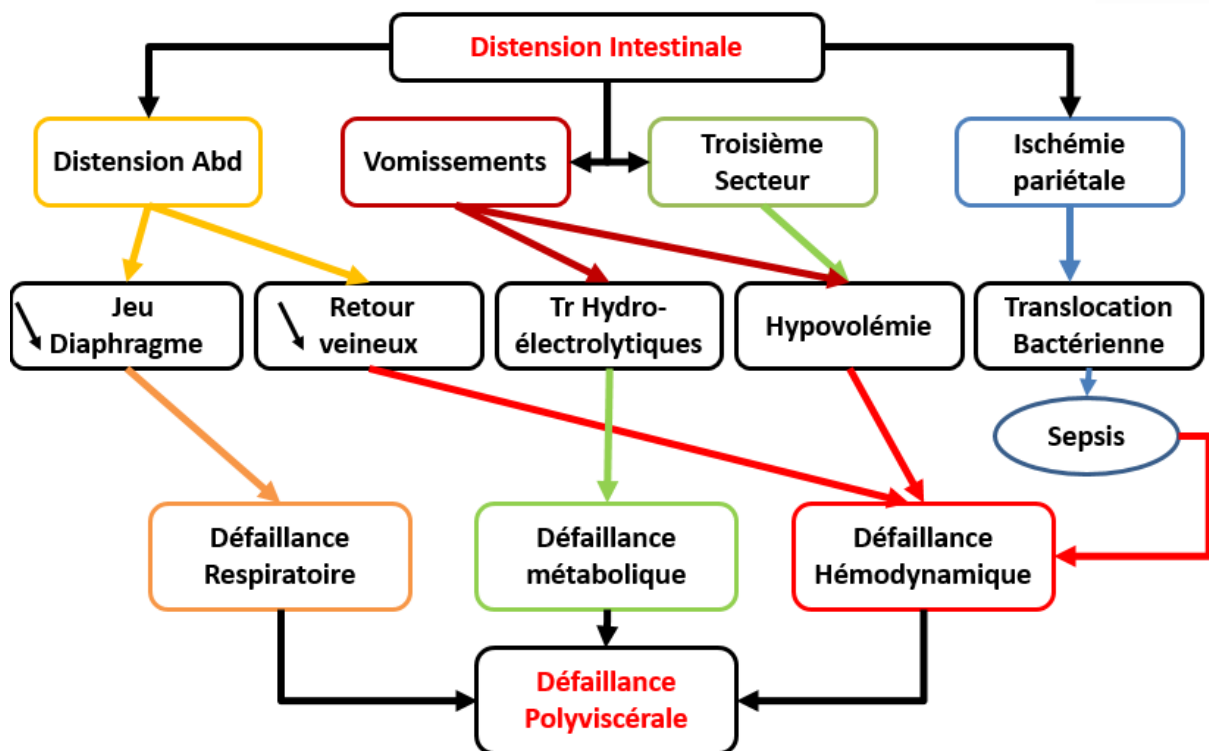 Distension Intestinale
Distension Abd
Vomissements
Troisième
Secteur
Ischémie
pariétale
Jeu
Diaphragme
Retour
veineux
Tr Hydro-
électrolytiques
Hypovolémie
Translocation
Bactérienne
Sepsis
Défaillance
Respiratoire
Défaillance
métabolique
Défaillance
Hémodynamique
Défaillance
Polyviscérale